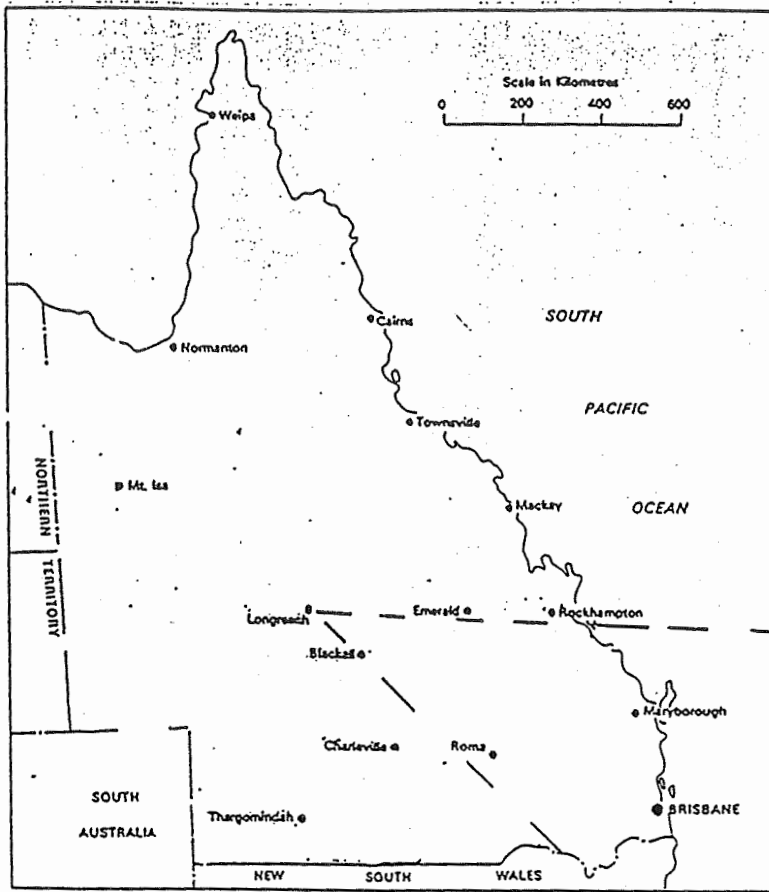 Scale in Kilometres
0 200 400 600
Weipa
Cairns
SOUTH
Normanton
PACIFIC
Townsville
Mt. Isa
NORTHERN
TERRITORY
Mackay
OCEAN
Longreach
Emerald
Rockhampton
Blackall
Maryborough
Charleville
Roma
SOUTH
AUSTRALIA
Thargomindah
BRISBANE
NEW SOUTH WALES